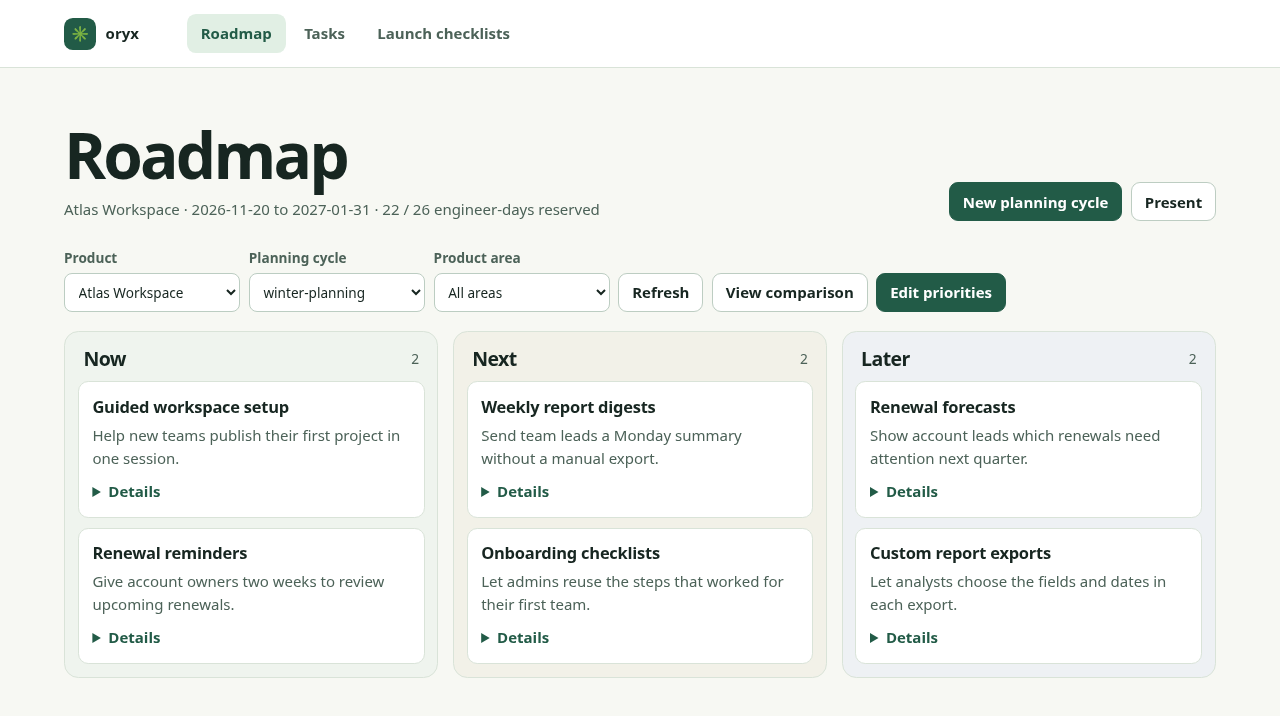 oryx
Roadmap
Tasks
Launch checklists
Roadmap
Atlas Workspace · 2026-11-20 to 2027-01-31 · 22 / 26 engineer-days reserved
New planning cycle
Present
Product
Planning cycle
Product area
Atlas Workspace
winter-planning
All areas
Refresh
View comparison
Edit priorities
Now
2
Guided workspace setup
Help new teams publish their first project in
one session.
Details
Renewal reminders
Give account owners two weeks to review
upcoming renewals.
Details
Next
2
Weekly report digests
Send team leads a Monday summary
without a manual export.
Details
Onboarding checklists
Let admins reuse the steps that worked for
their first team.
Details
Later
2
Renewal forecasts
Show account leads which renewals need
attention next quarter.
Details
Custom report exports
Let analysts choose the fields and dates in
each export.
Details